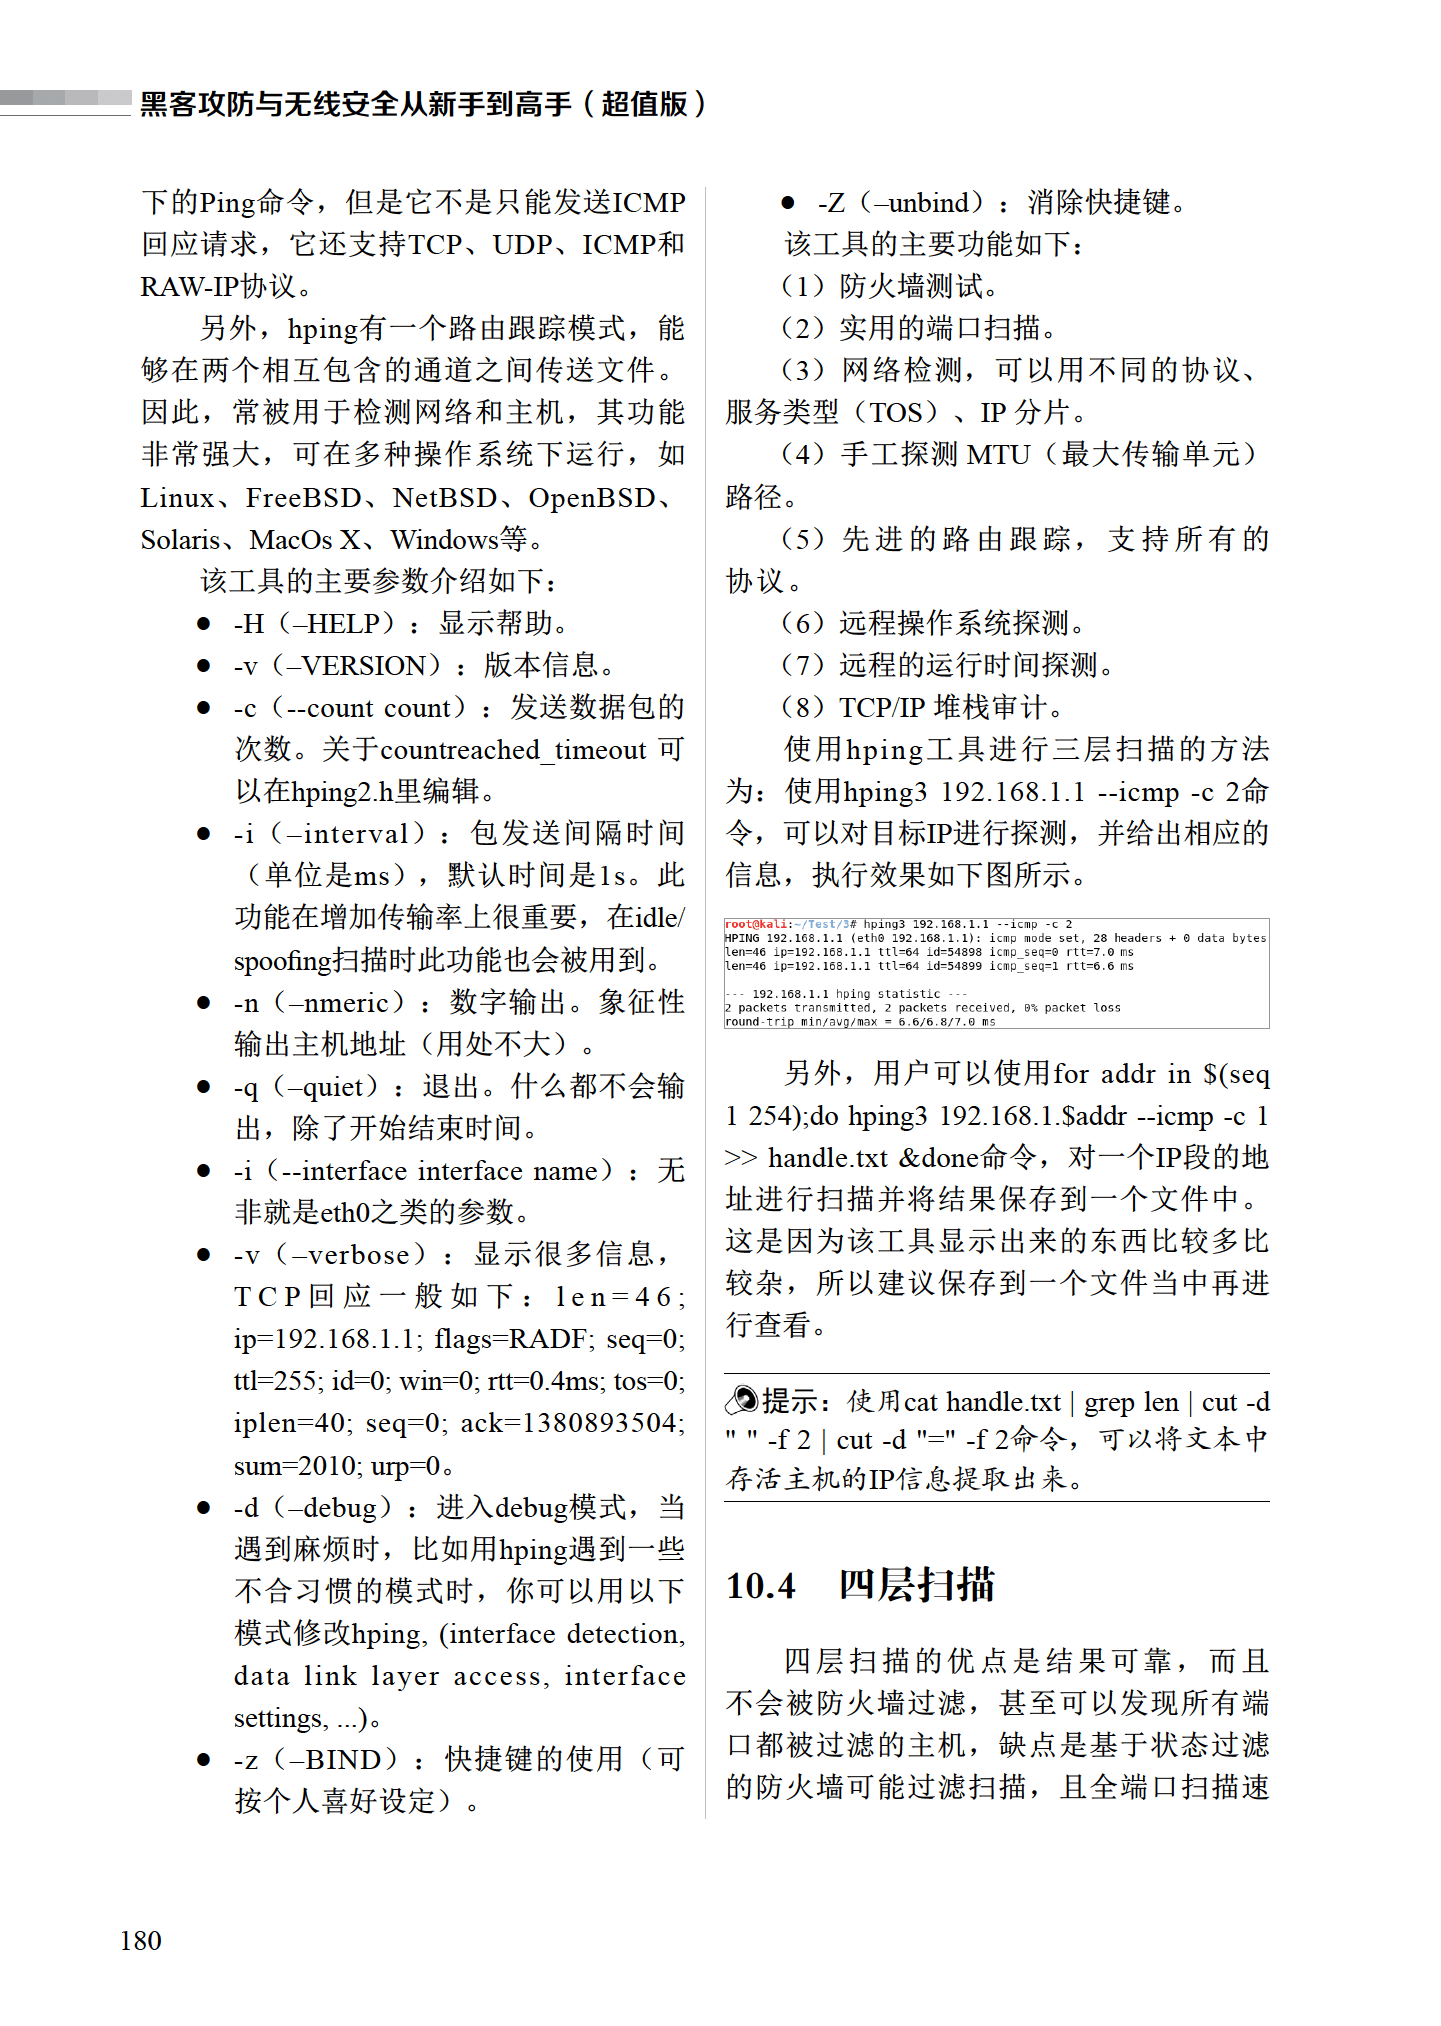 黑客攻防与无线安全从新手到高手（超值版）
下的Ping命令，但是它不是只能发送ICMP
回应请求，它还支持TCP、UDP、ICMP和
RAW-IP协议。
另外，hping有一个路由跟踪模式，能
够在两个相互包含的通道之间传送文件。
因此，常被用于检测网络和主机，其功能
非常强大，可在多种操作系统下运行，如
Linux、FreeBSD、NetBSD、OpenBSD、
Solaris、MacOs X、Windows等。
该工具的主要参数介绍如下：
● -H（–HELP）：显示帮助。
● -v（–VERSION）：版本信息。
● -c（--count count）：发送数据包的
次数。关于countreached_timeout 可
以在hping2.h里编辑。
● -i（–interval）：包发送间隔时间
（单位是ms），默认时间是1s。此
功能在增加传输率上很重要，在idle/
spoofing扫描时此功能也会被用到。
● -n（–nmeric）：数字输出。象征性
输出主机地址（用处不大）。
● -q（–quiet）：退出。什么都不会输
出，除了开始结束时间。
● -i（--interface interface name）：无
非就是eth0之类的参数。
● -v（–verbose）：显示很多信息，
TCP回应一般如下：len=46;
ip=192.168.1.1; flags=RADF; seq=0;
ttl=255; id=0; win=0; rtt=0.4ms; tos=0;
iplen=40; seq=0; ack=1380893504;
sum=2010; urp=0。
● -d（–debug）：进入debug模式，当
遇到麻烦时，比如用hping遇到一些
不合习惯的模式时，你可以用以下
模式修改hping, (interface detection,
data link layer access, interface
settings, ...)。
● -z（–BIND）：快捷键的使用（可
按个人喜好设定）。
● -Z（–unbind）：消除快捷键。
该工具的主要功能如下：
（1）防火墙测试。
（2）实用的端口扫描。
（3）网络检测，可以用不同的协议、
服务类型（TOS）、IP 分片。
（4）手工探测 MTU（最大传输单元）
路径。
（5）先进的路由跟踪，支持所有的
协议。
（6）远程操作系统探测。
（7）远程的运行时间探测。
（8）TCP/IP 堆栈审计。
使用hping工具进行三层扫描的方法
为：使用hping3 192.168.1.1 --icmp -c 2命
令，可以对目标IP进行探测，并给出相应的
信息，执行效果如下图所示。
root@kali:~/Test/3# hping3 192.168.1.1 --icmp -c 2
HPING 192.168.1.1 (eth0 192.168.1.1): icmp mode set, 28 headers + 0 data bytes
len=46 ip=192.168.1.1 ttl=64 id=54898 icmp_seq=0 rtt=7.0 ms
len=46 ip=192.168.1.1 ttl=64 id=54899 icmp_seq=1 rtt=6.6 ms
--- 192.168.1.1 hping statistic ---
2 packets transmitted, 2 packets received, 0% packet loss
round-trip min/avg/max = 6.6/6.8/7.0 ms
另外，用户可以使用for addr in $(seq
1 254);do hping3 192.168.1.$addr --icmp -c 1
>> handle.txt &done命令，对一个IP段的地
址进行扫描并将结果保存到一个文件中。
这是因为该工具显示出来的东西比较多比
较杂，所以建议保存到一个文件当中再进
行查看。
提示：使用cat handle.txt | grep len | cut -d
" " -f 2 | cut -d "=" -f 2命令，可以将文本中
存活主机的IP信息提取出来。
10.4 四层扫描
四层扫描的优点是结果可靠，而且
不会被防火墙过滤，甚至可以发现所有端
口都被过滤的主机，缺点是基于状态过滤
的防火墙可能过滤扫描，且全端口扫描速
180